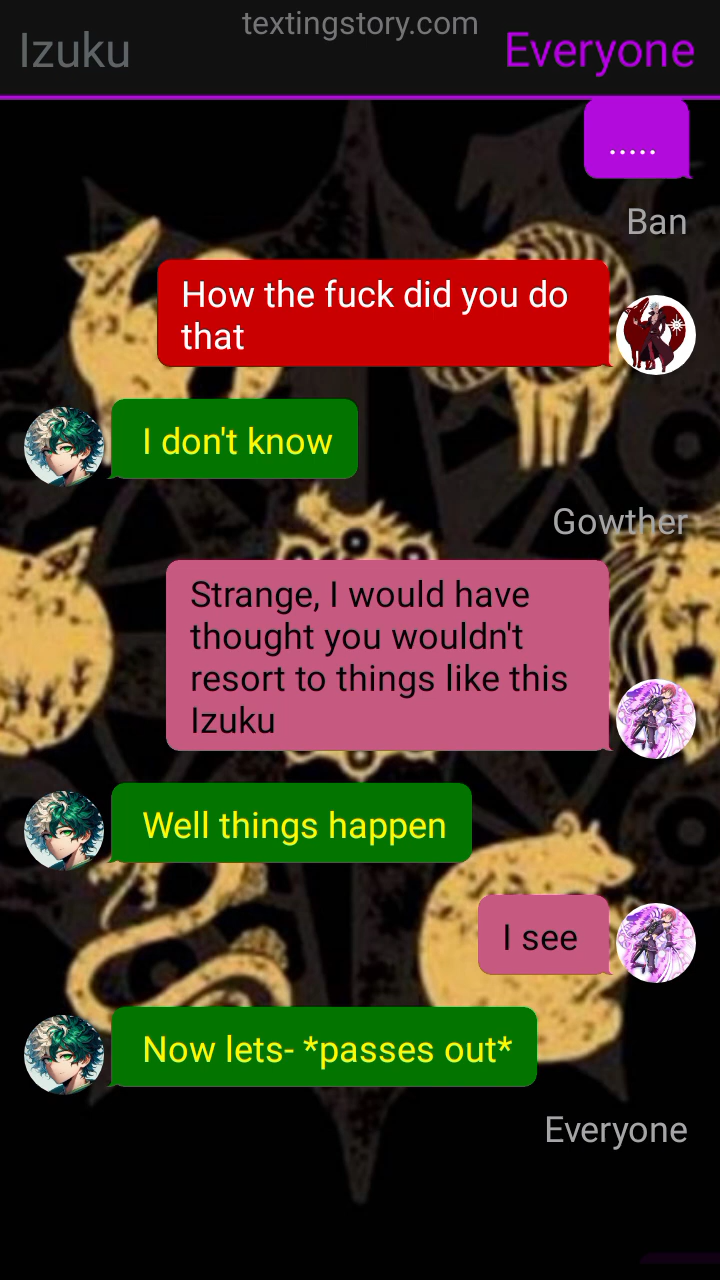 textingstory.com
Izuku
Everyone
.....
Ban
How the fuck did you do
that
I don't know
Gowther
Strange, I would have
thought you wouldn't
resort to things like this
Izuku
Well things happen
I see
Now lets- *passes out*
Everyone